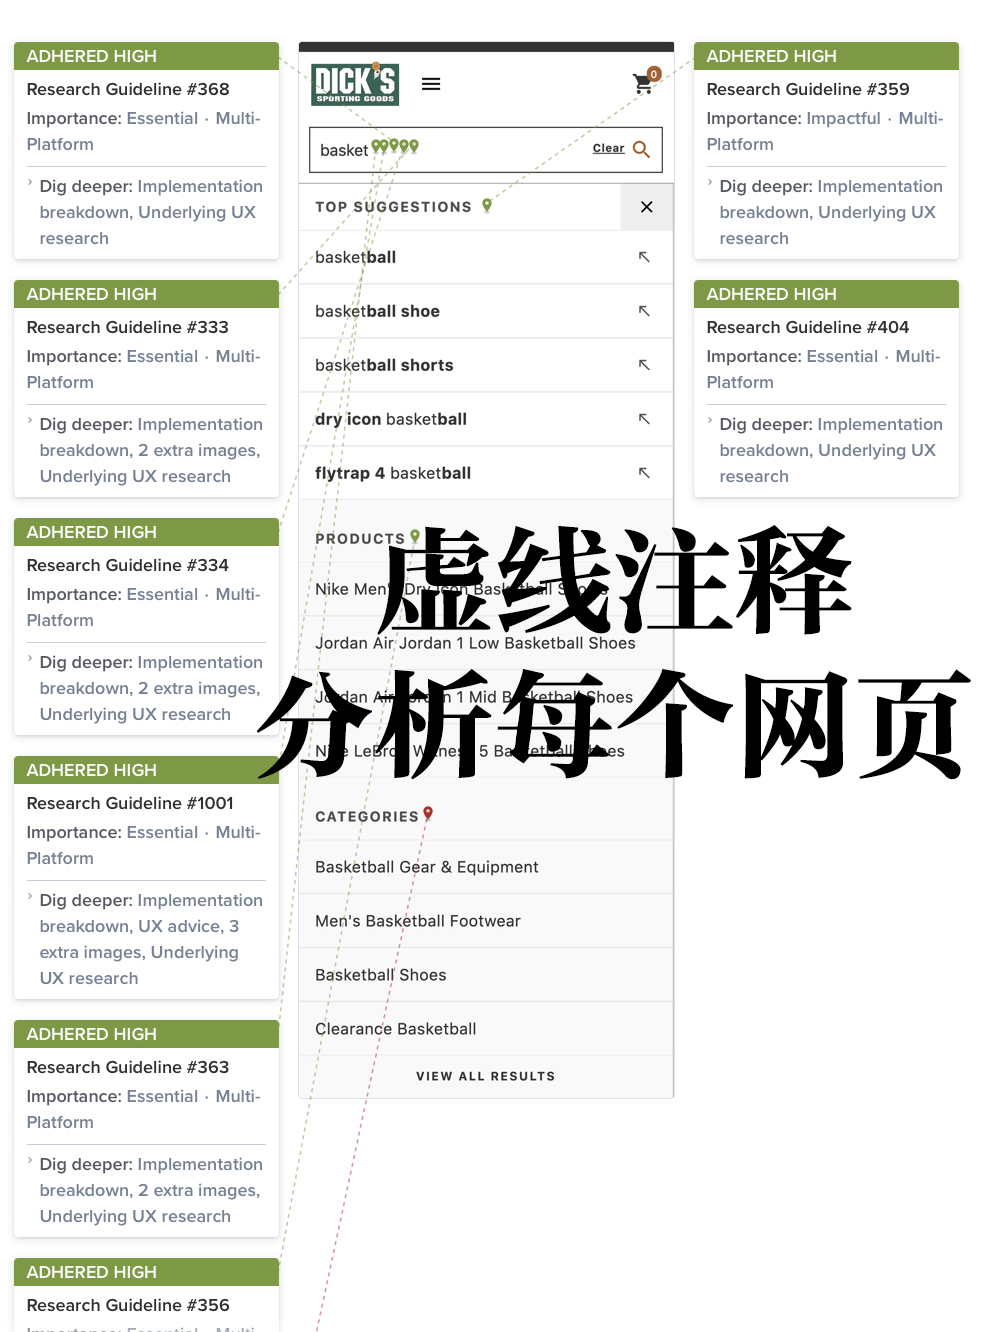 ADHERED HIGH
Research Guideline #368
Importance: Essential · Multi-
Platform
Dig deeper: Implementation
breakdown, Underlying UX
research
ADHERED HIGH
Research Guideline #333
Importance: Essential · Multi-
Platform
Dig deeper: Implementation
breakdown, 2 extra images,
Underlying UX research
ADHERED HIGH
Research Guideline #334
Importance: Essential · Multi-
Platform
Dig deeper: Implementation
breakdown, 2 extra images,
Underlying UX research
ADHERED HIGH
Research Guideline #1001
Importance: Essential · Multi-
Platform
Dig deeper: Implementation
breakdown, UX advice, 3
extra images, Underlying
UX research
ADHERED HIGH
Research Guideline #363
Importance: Essential · Multi-
Platform
Dig deeper: Implementation
breakdown, 2 extra images,
Underlying UX research
ADHERED HIGH
Research Guideline #356
Importance: Essential · Multi-
DICK'S
SPORTING GOODS
0
basket Clear
TOP SUGGESTIONS
basketball
basketball shoe
basketball shorts
dry icon basketball
flytrap 4 basketball
PRODUCTS
Nike Men's Dry Icon Basketball Shorts
Jordan Air Jordan 1 Low Basketball Shoes
Jordan Air Jordan 1 Mid Basketball Shoes
Nike LeBron Witness 5 Basketball Shoes
CATEGORIES
Basketball Gear & Equipment
Men's Basketball Footwear
Basketball Shoes
Clearance Basketball
VIEW ALL RESULTS
虚线注释
分析每个网页
ADHERED HIGH
Research Guideline #359
Importance: Impactful · Multi-
Platform
Dig deeper: Implementation
breakdown, Underlying UX
research
ADHERED HIGH
Research Guideline #404
Importance: Essential · Multi-
Platform
Dig deeper: Implementation
breakdown, Underlying UX
research